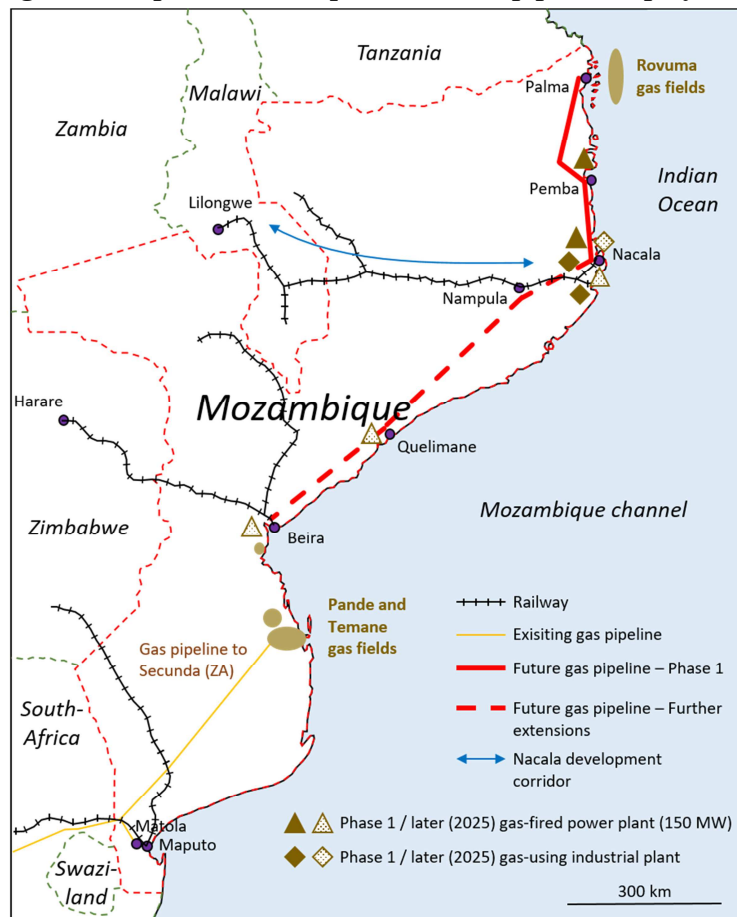 Tanzania
Rovuma
gas fields
Palma
Malawi
Zambia
Indian
Ocean
Pemba
Lilongwe
Nacala
Nampula
Mozambique
Harare
Quelimane
Mozambique channel
Zimbabwe
Beira
Pande and
Temane
gas fields
Gas pipeline to
Secunda (ZA)
South-
Africa
Matola
Maputo
Swazi-
land
Railway
Exisiting gas pipeline
Future gas pipeline – Phase 1
Future gas pipeline – Further
extensions
Nacala development
corridor
Phase 1 / later (2025) gas-fired power plant (150 MW)
Phase 1 / later (2025) gas-using industrial plant
300 km